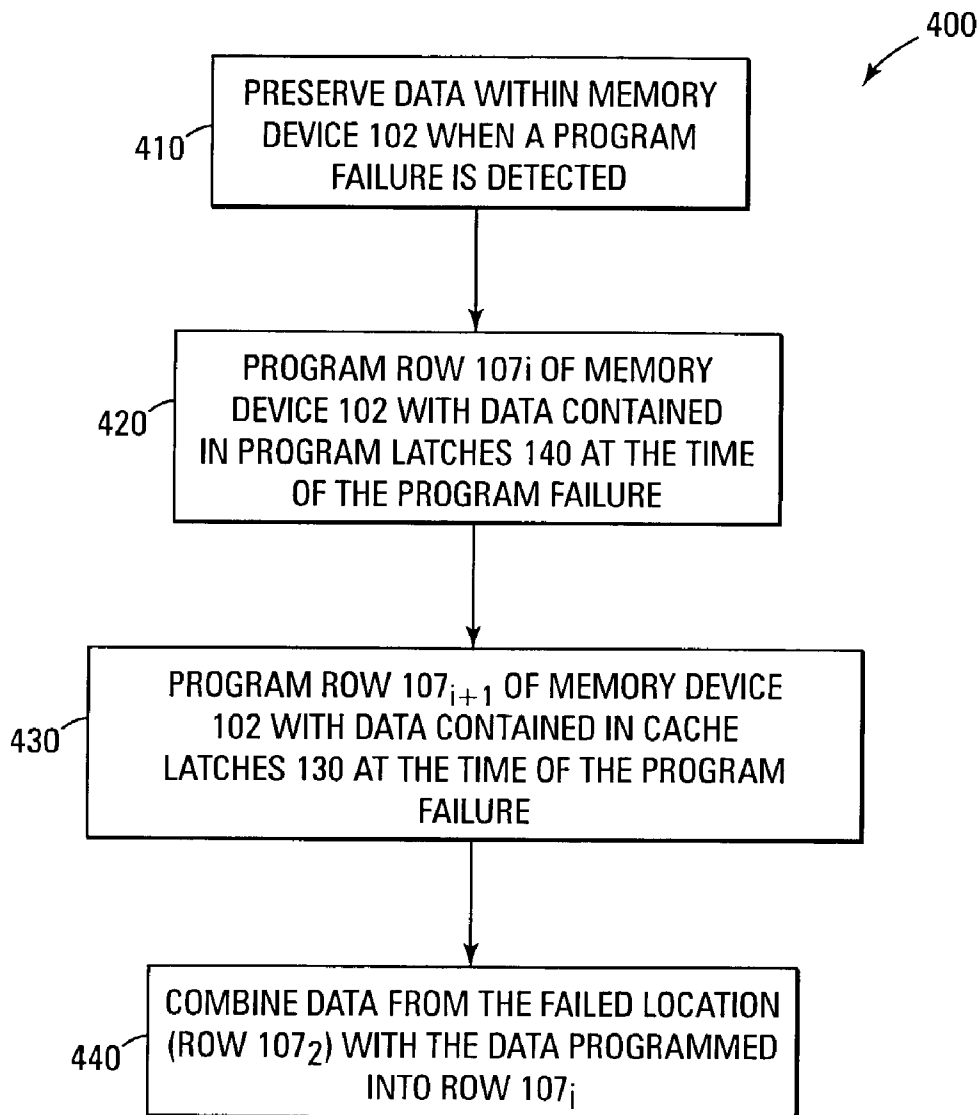 400
PRESERVE DATA WITHIN MEMORY
DEVICE 102 WHEN A PROGRAM
FAILURE IS DETECTED
410
PROGRAM ROW 107i OF MEMORY
DEVICE 102 WITH DATA CONTAINED
IN PROGRAM LATCHES 140 AT THE TIME
OF THE PROGRAM FAILURE
420
PROGRAM ROW 107i+1 OF MEMORY DEVICE
102 WITH DATA CONTAINED IN CACHE
LATCHES 130 AT THE TIME OF THE PROGRAM
FAILURE
430
COMBINE DATA FROM THE FAILED LOCATION
(ROW 107₂) WITH THE DATA PROGRAMMED
INTO ROW 107i
440